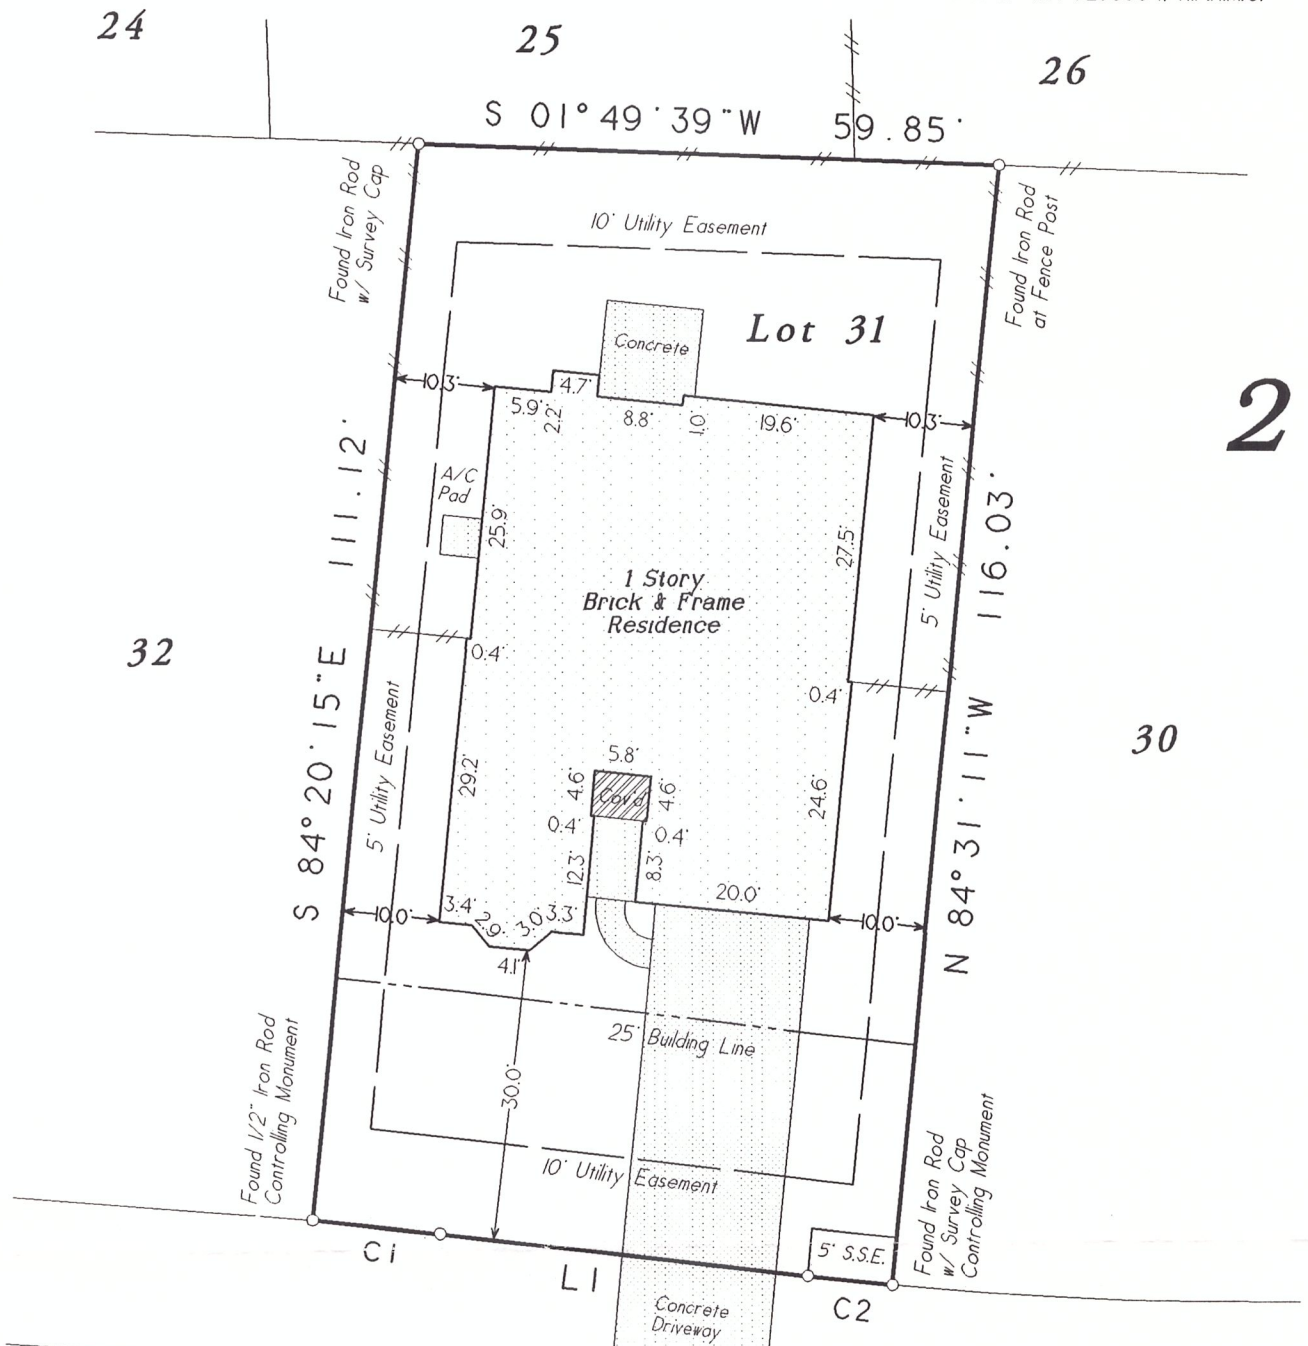 24
25
26
S 01° 49' 39"W 59.85'
Found Iron Rod
w/ Survey Cap
Found Iron Rod
at Fence Post
10' Utility Easement
Lot 31
Concrete
10.3'
5.9'
2.2'
4.7'
8.8'
1.0'
19.6'
10.3'
2
A/C
Pad
25.9'
27.5'
5' Utility Easement
S 84° 20' 15"E 111.12'
N 84° 31' 11"W 116.03'
1 Story
Brick & Frame
Residence
32
30
0.4'
0.4'
5' Utility Easement
29.2'
5.8'
4.6'
Cov'd
4.6'
0.4'
0.4'
24.6'
12.3'
8.3'
20.0'
10.0'
3.4'
2.9'
3.0'
3.3'
4.1'
10.0'
25' Building Line
30.0'
10' Utility Easement
Found 1/2" Iron Rod
Controlling Monument
Found Iron Rod
w/ Survey Cap
Controlling Monument
5' S.S.E.
C1
L1
C2
Concrete
Driveway